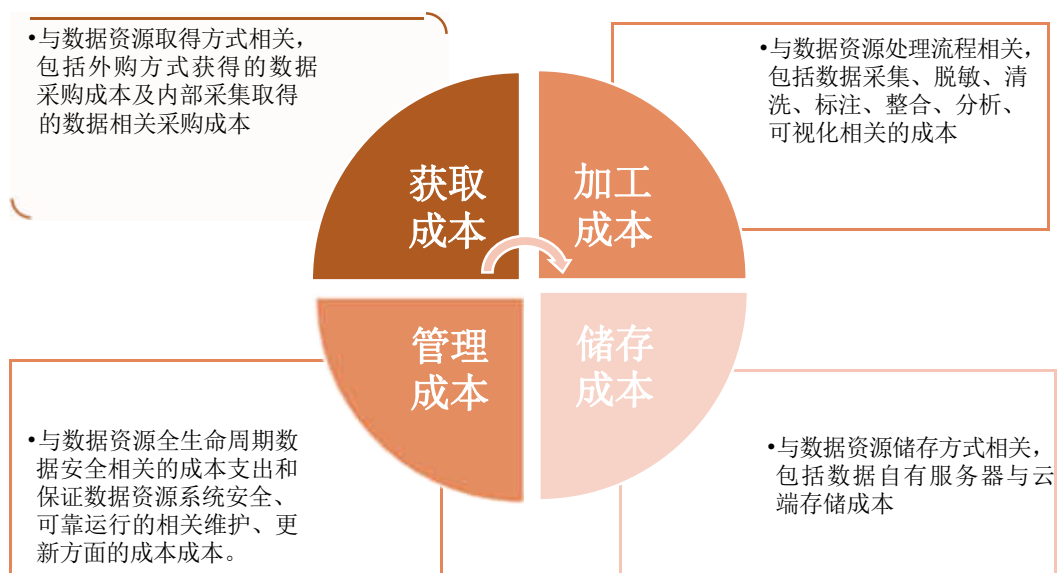 •与数据资源取得方式相关，
包括外购方式获得的数据
采购成本及内部采集取得
的数据相关采购成本
•与数据资源处理流程相关，
包括数据采集、脱敏、清
洗、标注、整合、分析、
可视化相关的成本
获取
成本
加工
成本
管理
成本
储存
成本
•与数据资源全生命周期数
据安全相关的成本支出和
保证数据资源系统安全、
可靠运行的相关维护、更
新方面的成本成本。
•与数据资源储存方式相关，
包括数据自有服务器与云
端存储成本